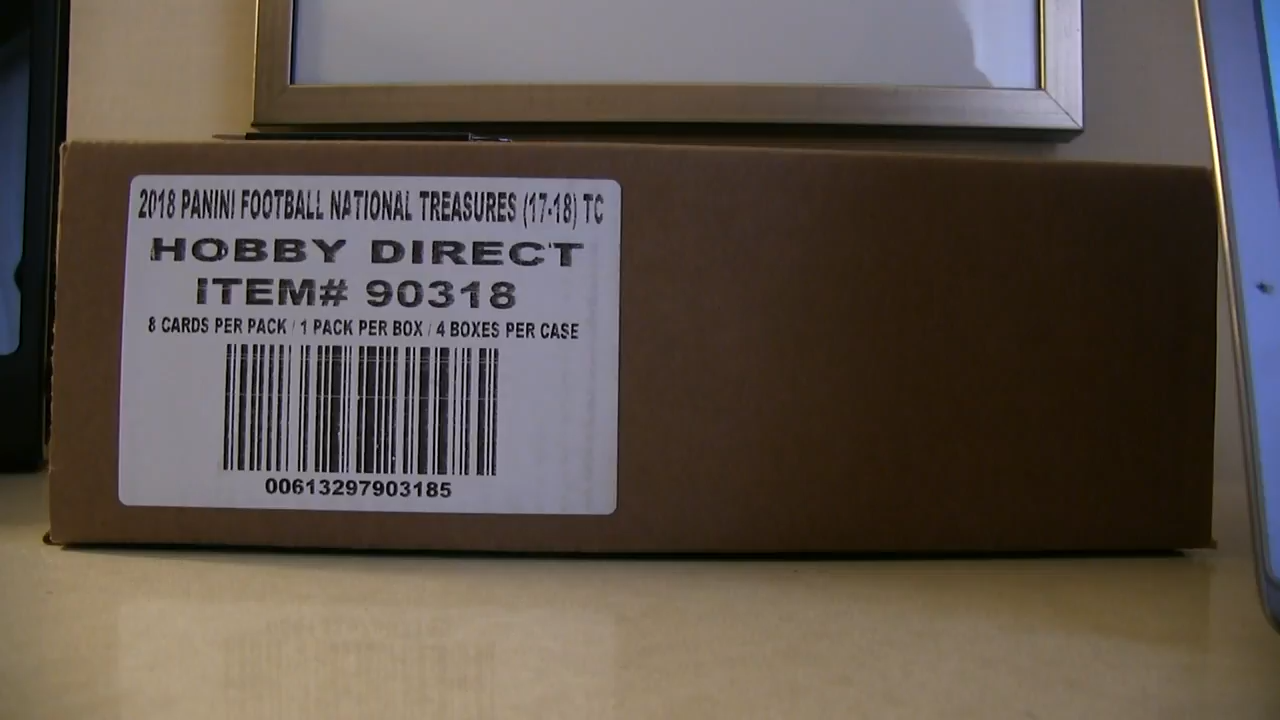 2018 PANINI FOOTBALL NATIONAL TREASURES (17-18) TC
HOBBY DIRECT
ITEM# 90318
8 CARDS PER PACK / 1 PACK PER BOX / 4 BOXES PER CASE
00613297903185